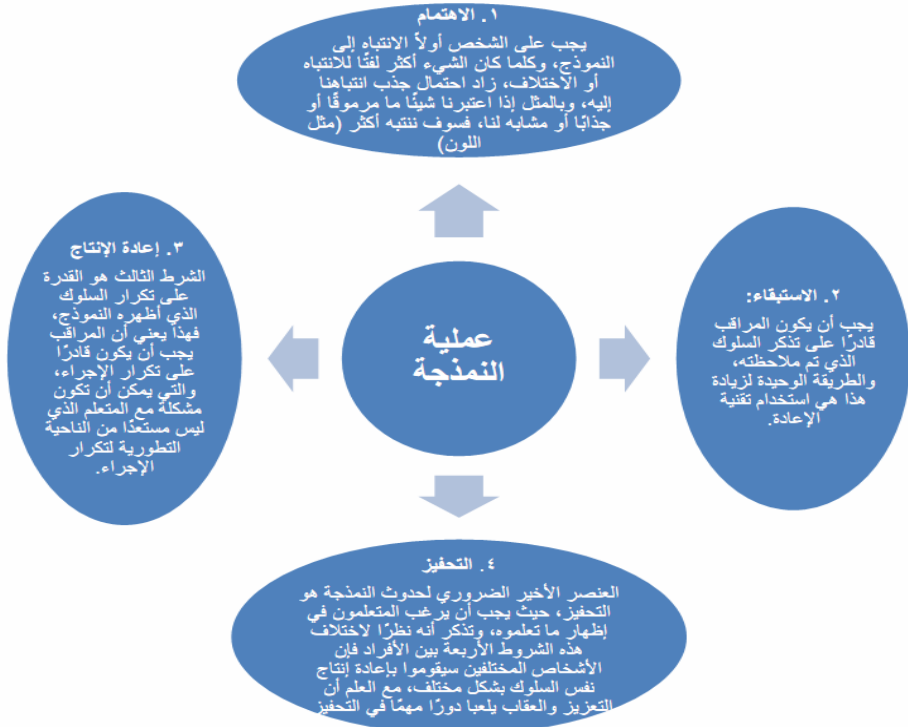 ١. الاهتمام
يجب على الشخص أولاً الانتباه إلى
النموذج، وكلما كان الشيء أكثر لفتًا للانتباه
أو الاختلاف، زاد احتمال جذب انتباهنا
إليه، وبالمثل إذا اعتبرنا شيئًا ما مرموقًا أو
جذابًا أو مشابه لنا، فسوف ننتبه أكثر (مثل
اللون)
عملية
النمذجة
٢. الاستبقاء:
يجب أن يكون المراقب
قادرًا على تذكر السلوك
الذي تم ملاحظته،
والطريقة الوحيدة لزيادة
هذا هي استخدام تقنية
الإعادة.
٣. إعادة الإنتاج
الشرط الثالث هو القدرة
على تكرار السلوك
الذي أظهره النموذج،
فهذا يعني أن المراقب
يجب أن يكون قادرًا
على تكرار الإجراء،
والتي يمكن أن تكون
مشكلة مع المتعلم الذي
ليس مستعدًا من الناحية
التطورية لتكرار
الإجراء.
٤. التحفيز
العنصر الأخير الضروري لحدوث النمذجة هو
التحفيز، حيث يجب أن يرغب المتعلمون في
إظهار ما تعلموه، وتذكر أنه نظرًا لاختلاف
هذه الشروط الأربعة بين الأفراد فإن
الأشخاص المختلفين سيقوموا بإعادة إنتاج
نفس السلوك بشكل مختلف، مع العلم أن
التعزيز والعقاب يلعبا دورًا مهمًا في التحفيز